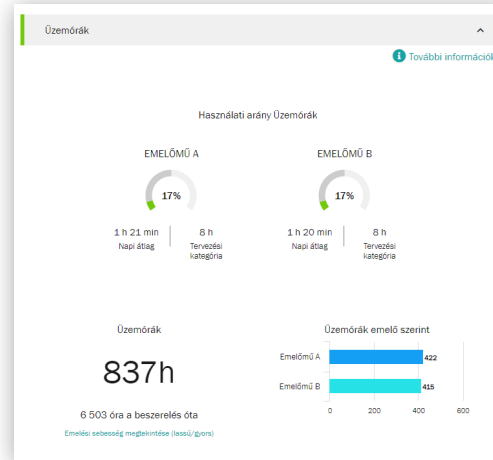 Üzemórák
További információk
Használati arány Üzemórák
EMELŐMŰ A
EMELŐMŰ B
17%
17%
1 h 21 min
8 h
1 h 20 min
8 h
Napi átlag
Tervezési
kategória
Napi átlag
Tervezési
kategória
Üzemórák
Üzemórák emelő szerint
837h
Emelőmű A
422
Emelőmű B
415
0 200 400 600
6 503 óra a beszerelés óta
Emelési sebesség megtekintése (lassú/gyors)